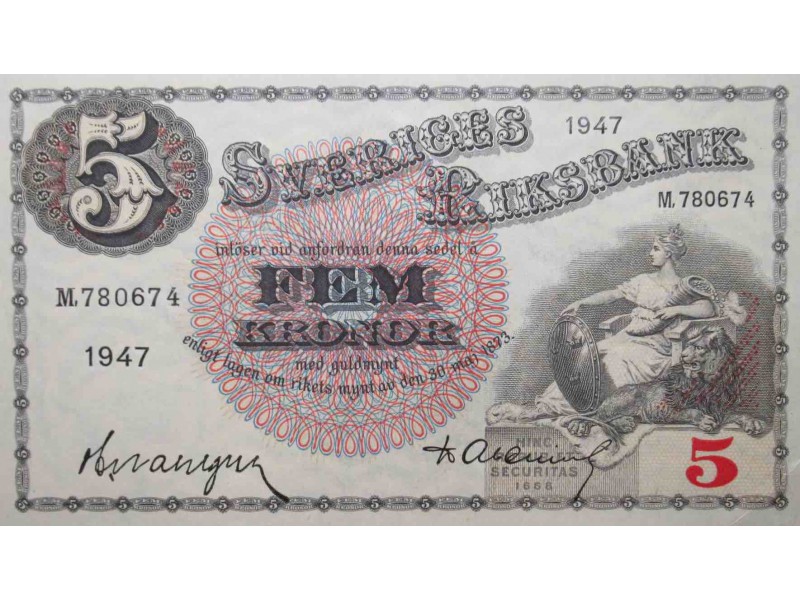 5
SVERIGES
1947
RIKSBANK
M.780674
inlöser vid anfordran denna sedel å
FEM
KRONOR
M.780674
1947
med guldmynt
enligt lagen om rikets mynt av den 30 maj 1873.
HINC
SECURITAS
1668
5